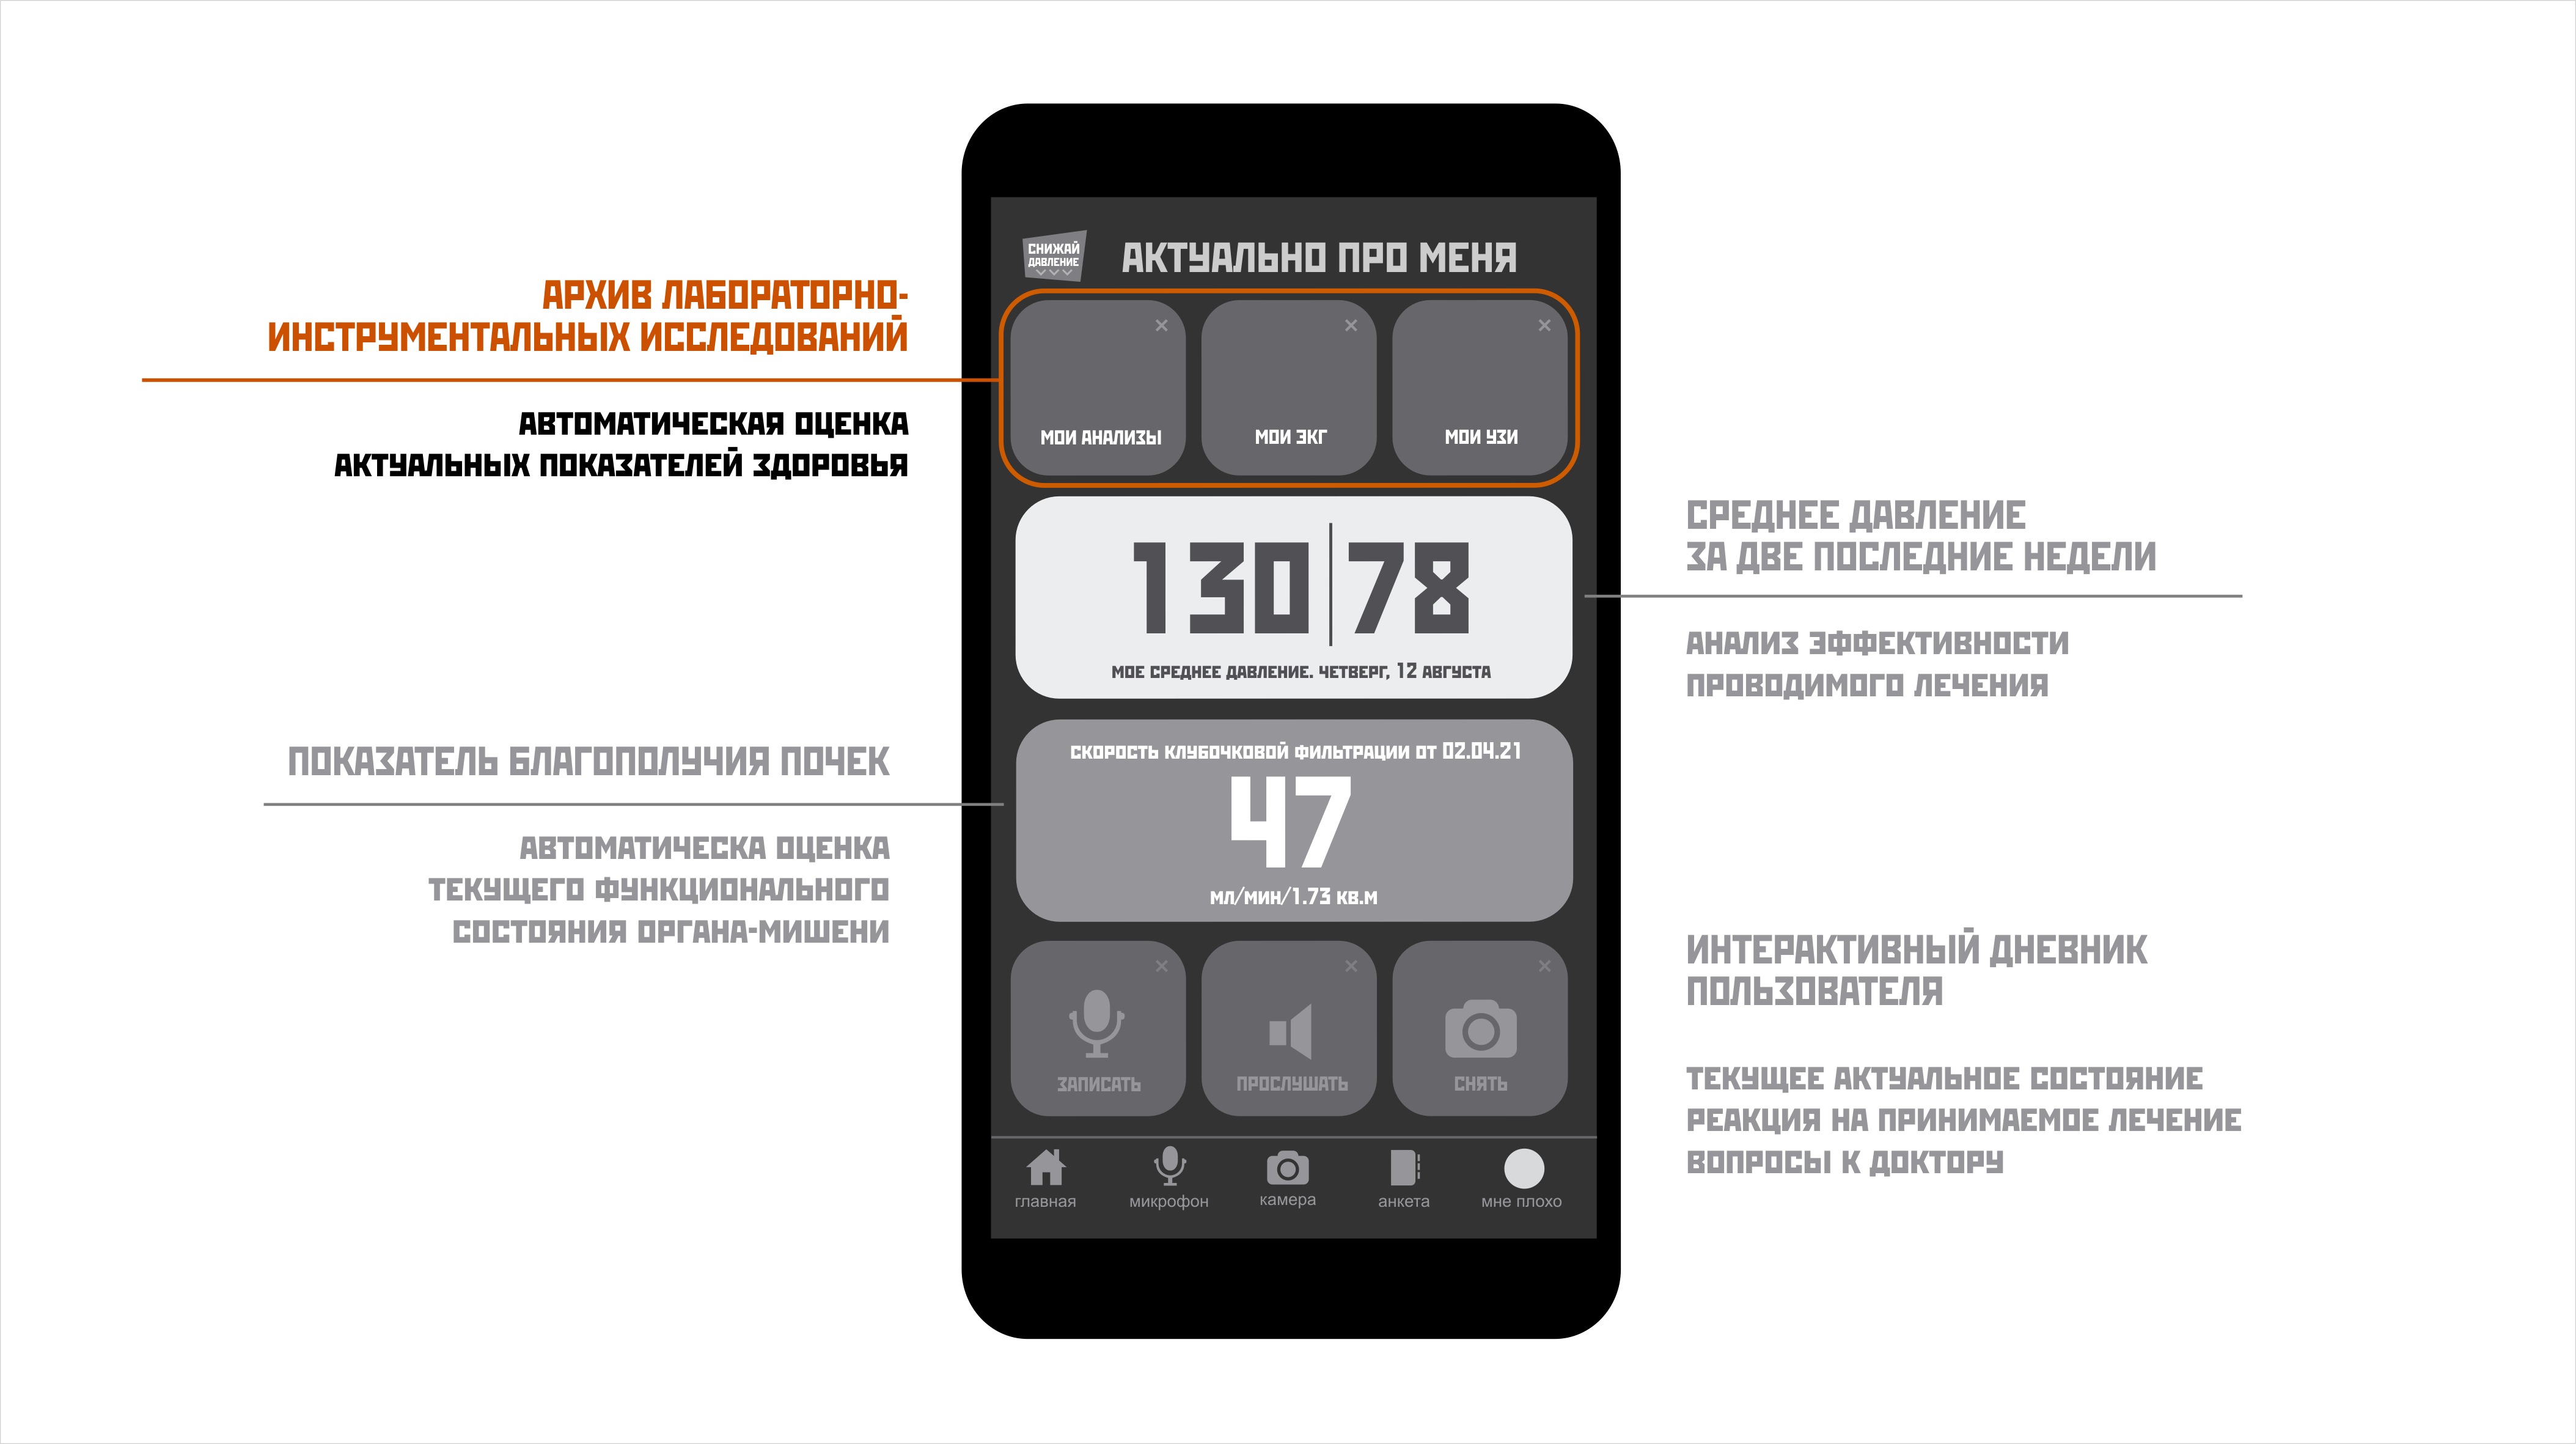 СНИЖАЙ
ДАВЛЕНИЕ
АКТУАЛЬНО ПРО МЕНЯ
АРХИВ ЛАБОРАТОРНО-
ИНСТРУМЕНТАЛЬНЫХ ИССЛЕДОВАНИЙ
АВТОМАТИЧЕСКАЯ ОЦЕНКА
АКТУАЛЬНЫХ ПОКАЗАТЕЛЕЙ ЗДОРОВЬЯ
МОИ АНАЛИЗЫ
МОИ ЭКГ
МОИ УЗИ
130|78
МОЕ СРЕДНЕЕ ДАВЛЕНИЕ. ЧЕТВЕРГ, 12 АВГУСТА
СРЕДНЕЕ ДАВЛЕНИЕ
ЗА ДВЕ ПОСЛЕДНИЕ НЕДЕЛИ
АНАЛИЗ ЭФФЕКТИВНОСТИ
ПРОВОДИМОГО ЛЕЧЕНИЯ
ПОКАЗАТЕЛЬ БЛАГОПОЛУЧИЯ ПОЧЕК
АВТОМАТИЧЕСКА ОЦЕНКА
ТЕКУЩЕГО ФУНКЦИОНАЛЬНОГО
СОСТОЯНИЯ ОРГАНА-МИШЕНИ
СКОРОСТЬ КЛУБОЧКОВОЙ ФИЛЬТРАЦИИ ОТ 02.04.21
47
МЛ/МИН/1.73 КВ.М
ЗАПИСАТЬ
ПРОСЛУШАТЬ
СНЯТЬ
ИНТЕРАКТИВНЫЙ ДНЕВНИК
ПОЛЬЗОВАТЕЛЯ
ТЕКУЩЕЕ АКТУАЛЬНОЕ СОСТОЯНИЕ
РЕАКЦИЯ НА ПРИНИМАЕМОЕ ЛЕЧЕНИЕ
ВОПРОСЫ К ДОКТОРУ
главная
микрофон
камера
анкета
мне плохо